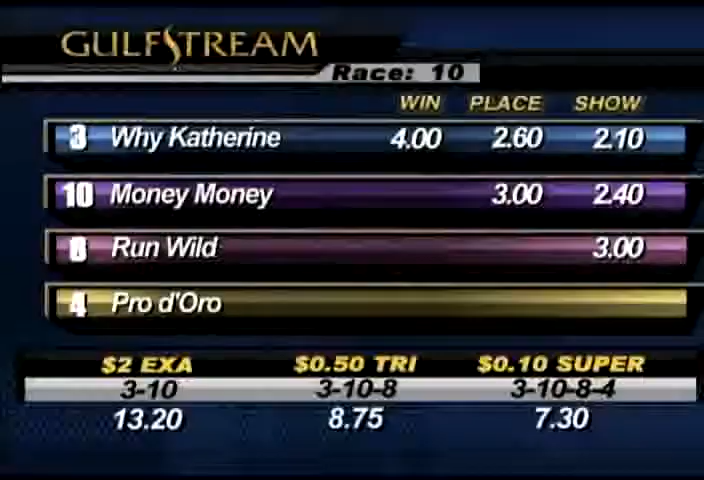 GULFSTREAM
Race: 10
WIN PLACE SHOW
3 Why Katherine 4.00 2.60 2.10
10 Money Money 3.00 2.40
8 Run Wild 3.00
4 Pro d'Oro
$2 EXA $0.50 TRI $0.10 SUPER
3-10 3-10-8 3-10-8-4
13.20 8.75 7.30